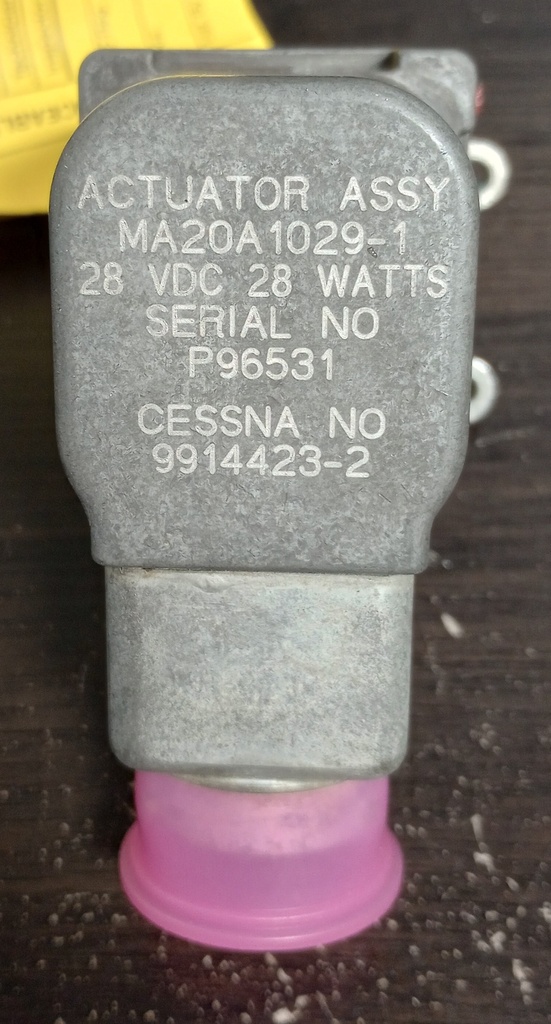 ACTUATOR ASSY
MA20A1029-1
28 VDC 28 WATTS
SERIAL NO
P96531
CESSNA NO
9914423-2